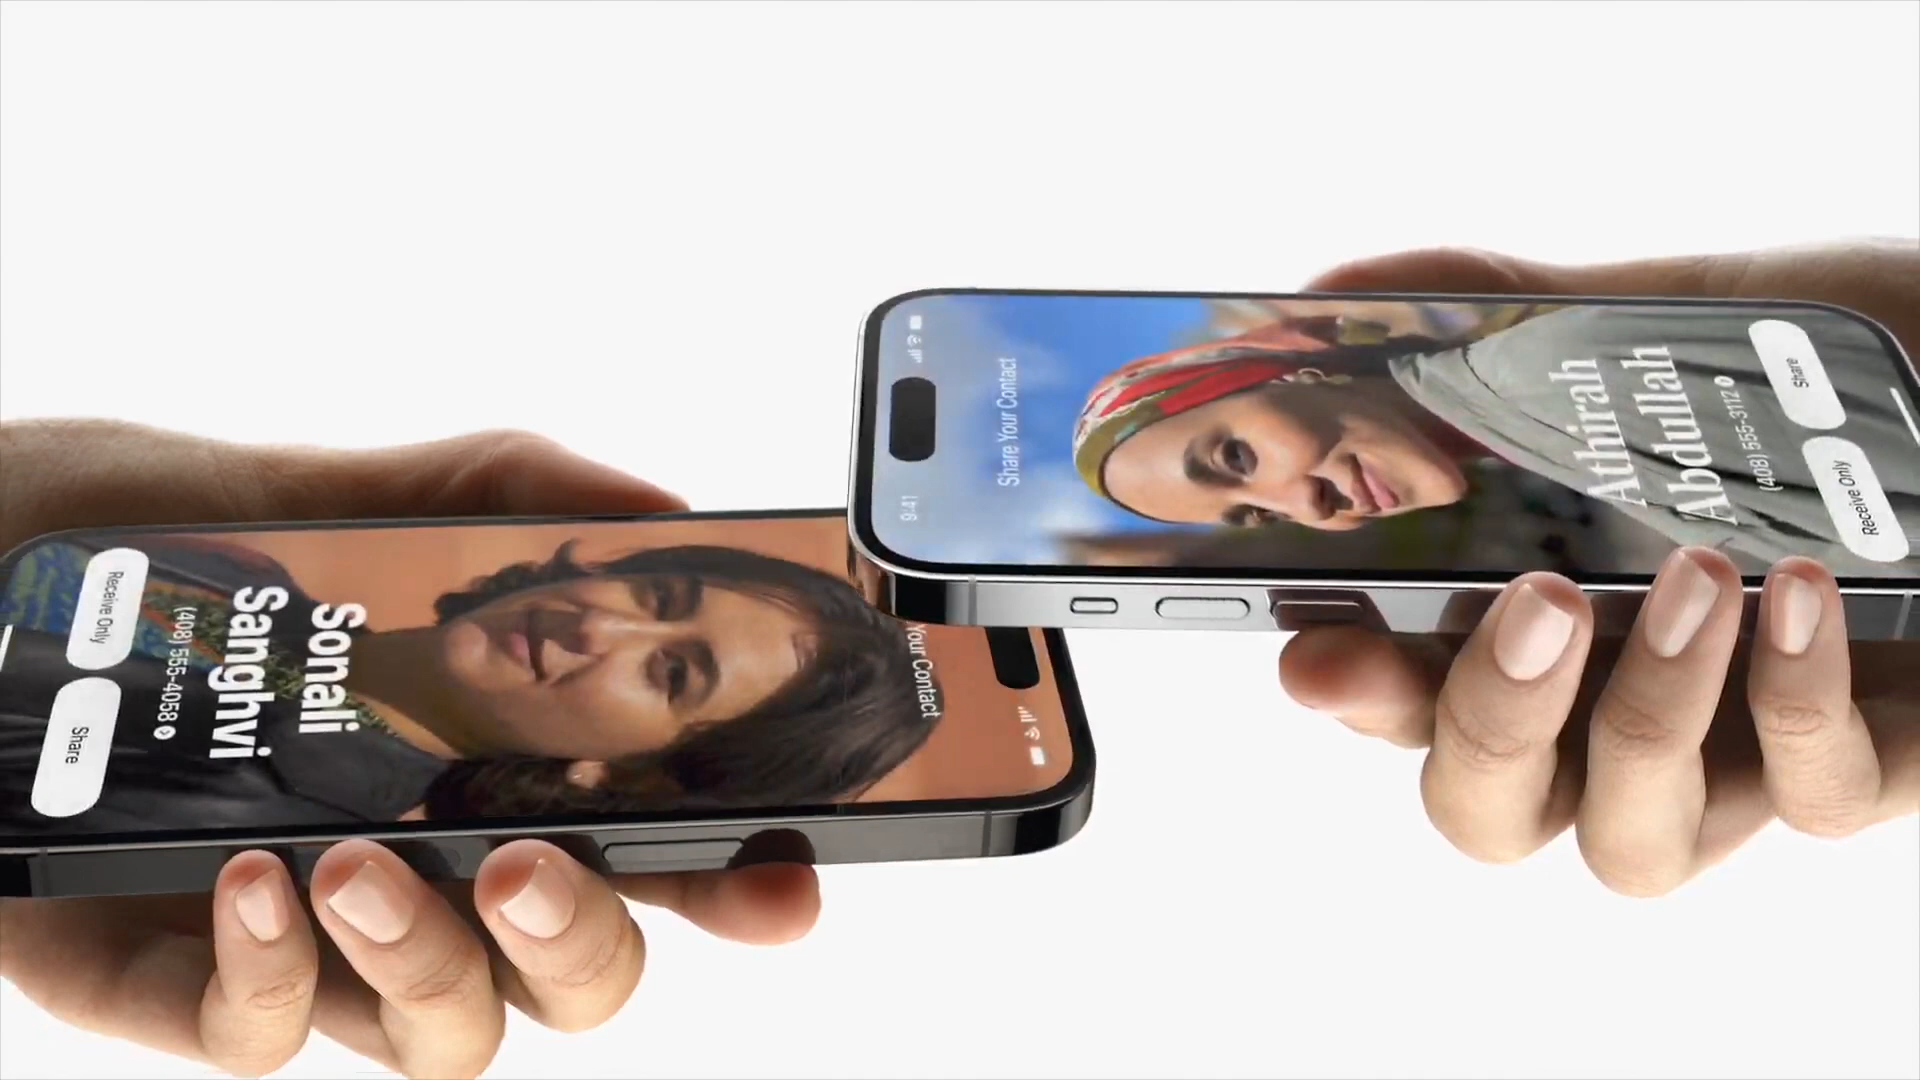 Your Contact
Sonali
Sanghvi
(408) 555-4058
Receive Only
Share
9:41
Share Your Contact
Athirah
Abdullah
(408) 555-3112
Receive Only
Share